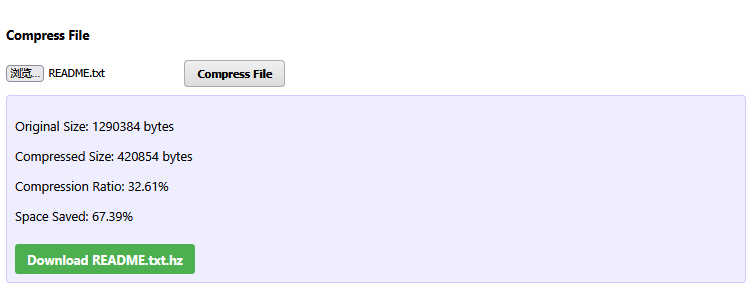 Compress File
浏览... README.txt Compress File
Original Size: 1290384 bytes
Compressed Size: 420854 bytes
Compression Ratio: 32.61%
Space Saved: 67.39%
Download README.txt.hz